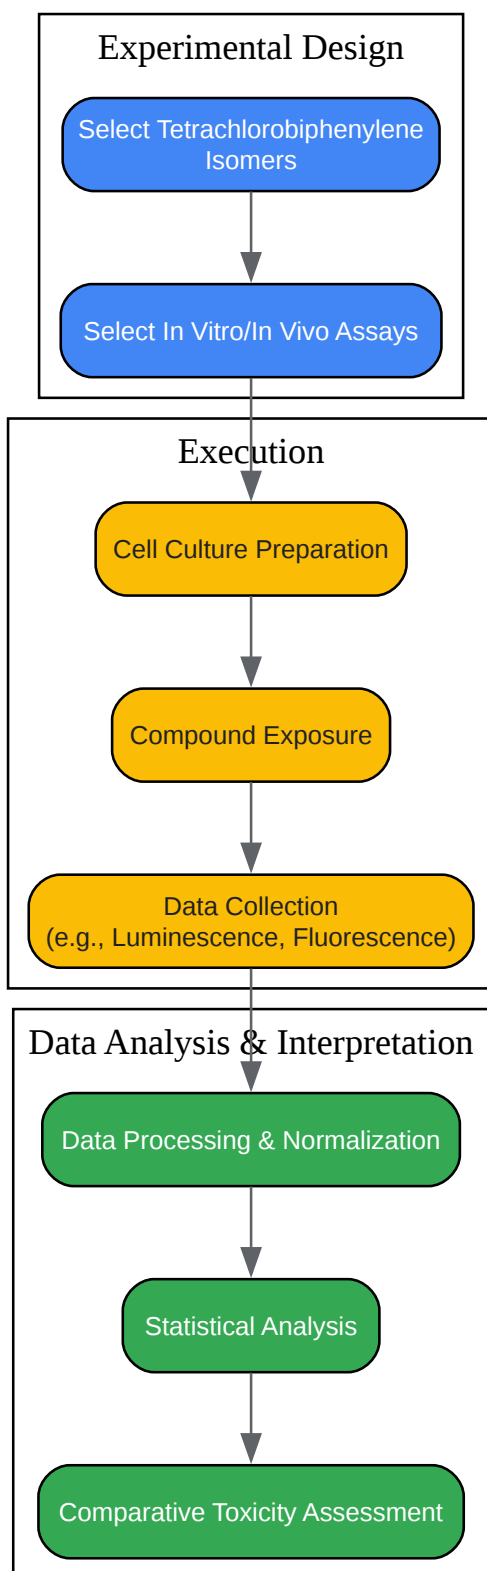 Experimental Design
Select Tetrachlorobiphenylene
Isomers
Select In Vitro/In Vivo Assays
Execution
Cell Culture Preparation
Compound Exposure
Data Collection
(e.g., Luminescence, Fluorescence)
Data Analysis & Interpretation
Data Processing & Normalization
Statistical Analysis
Comparative Toxicity Assessment